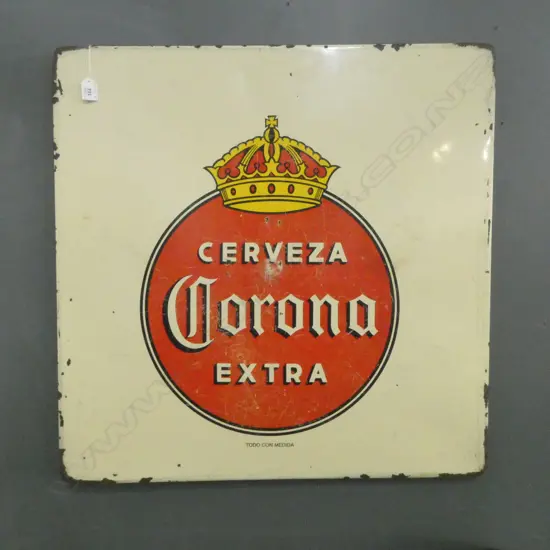 CERVEZA
Corona
EXTRA
TODO CON MEDIDA